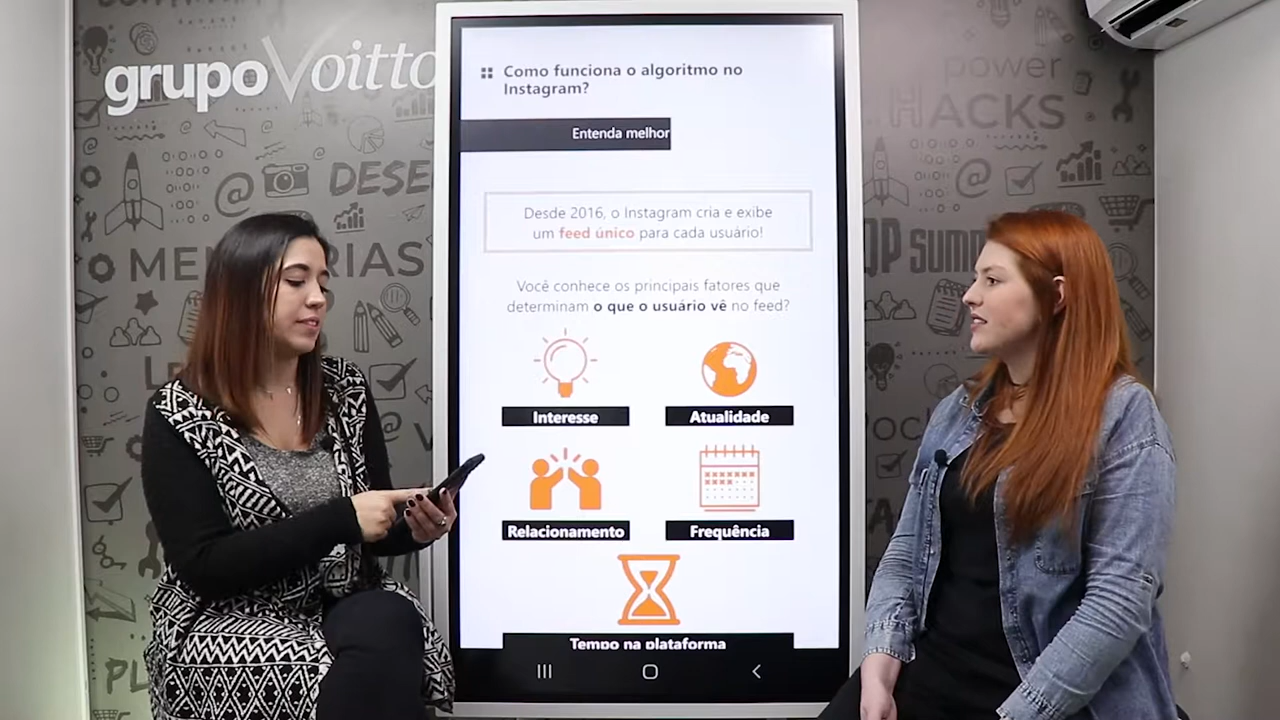 grupoVoitto
power
HACKS
DESE
@
@
Como funciona o algoritmo no
Instagram?
Entenda melhor
Desde 2016, o Instagram cria e exibe
um feed único para cada usuário!
Você conhece os principais fatores que
determinam o que o usuário vê no feed?
Interesse
Atualidade
Relacionamento
Frequência
Tempo na plataforma